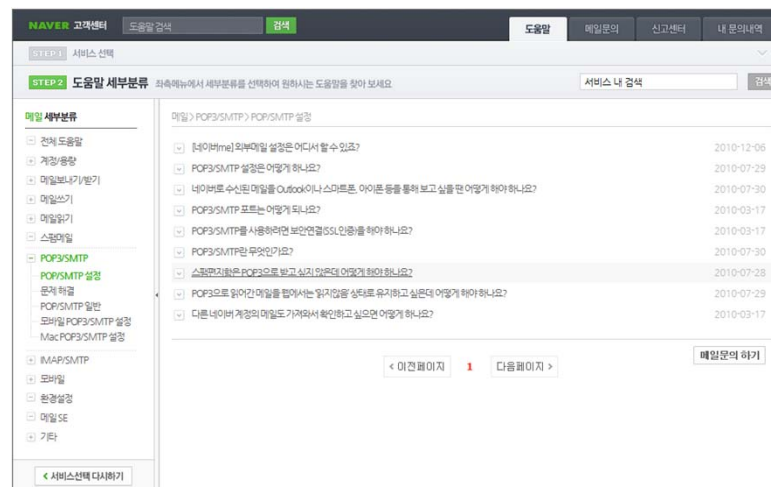 NAVER 고객센터 도움말 검색 검색 도움말 메일문의 신고센터 내 문의내역
STEP 1 서비스 선택
STEP 2 도움말 세부분류 좌측메뉴에서 세부분류를 선택하여 원하시는 도움말을 찾아 보세요 서비스 내 검색 검색
메일 세부분류
전체 도움말
계정/용량
메일보내기/받기
메일쓰기
메일읽기
스팸메일
POP3/SMTP
POP/SMTP 설정
문제 해결
POP/SMTP 일반
모바일 POP3/SMTP 설정
Mac POP3/SMTP 설정
IMAP/SMTP
모바일
환경설정
메일 SE
기타
< 서비스선택 다시하기
메일 > POP3/SMTP > POP/SMTP 설정
[네이버me] 외부메일 설정은 어디서 할 수 있죠? 2010-12-06
POP3/SMTP 설정은 어떻게 하나요? 2010-07-29
네이버로 수신된 메일을 Outlook이나 스마트폰, 아이폰 등을 통해 보고 싶을 땐 어떻게 해야 하나요? 2010-07-30
POP3/SMTP 포트는 어떻게 되나요? 2010-03-17
POP3/SMTP를 사용하려면 보안연결(SSL인증)을 해야 하나요? 2010-03-17
POP3/SMTP란 무엇인가요? 2010-07-30
스팸편지함은 POP3으로 받고 싶지 않은데 어떻게 해야 하나요? 2010-07-28
POP3으로 읽어간 메일을 웹에서는 '읽지않음' 상태로 유지하고 싶은데 어떻게 해야 하나요? 2010-07-29
다른 네이버 계정의 메일도 가져와서 확인하고 싶으면 어떻게 하나요? 2010-03-17
메일문의 하기
< 이전페이지 1 다음페이지 >